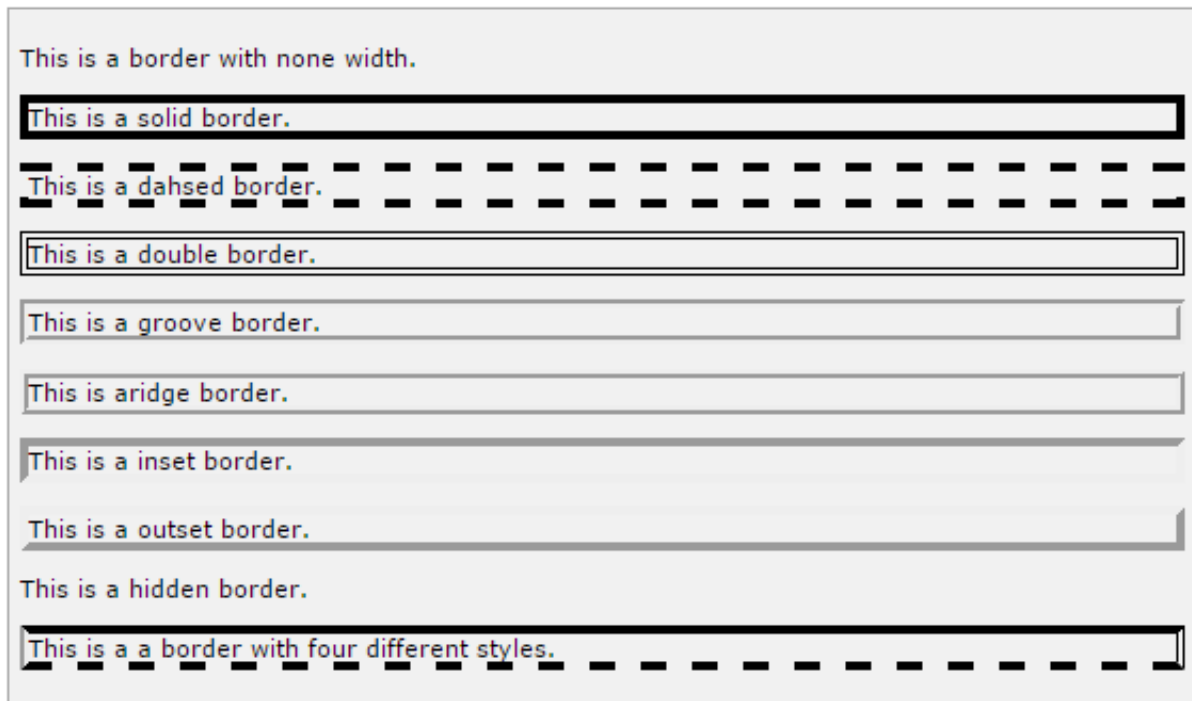 This is a border with none width.
This is a solid border.
This is a dahsed border.
This is a double border.
This is a groove border.
This is aridge border.
This is a inset border.
This is a outset border.
This is a hidden border.
This is a a border with four different styles.